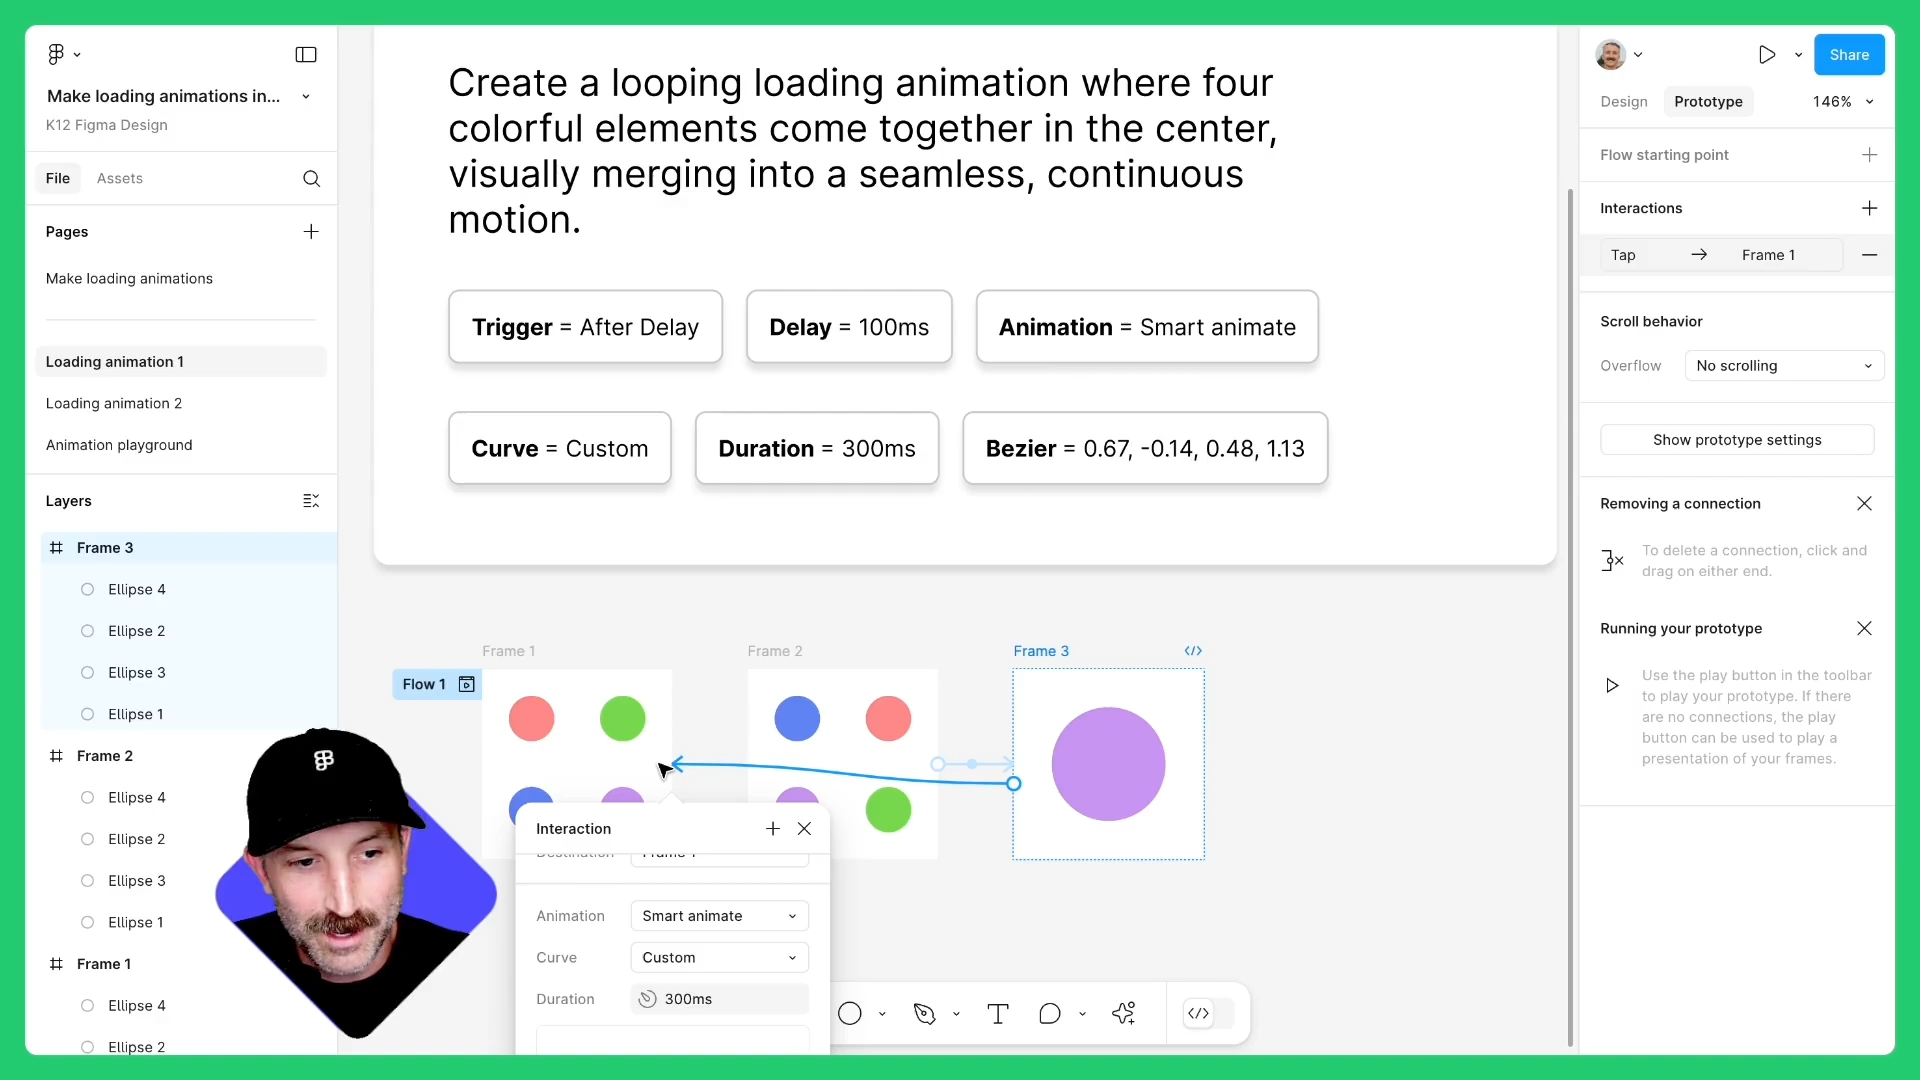 Make loading animations in...
K12 Figma Design
File
Assets
Pages
Make loading animations
Loading animation 1
Loading animation 2
Animation playground
Layers
Frame 3
Ellipse 4
Ellipse 2
Ellipse 3
Ellipse 1
Frame 2
Ellipse 4
Ellipse 2
Ellipse 3
Ellipse 1
Frame 1
Ellipse 4
Ellipse 2
Create a looping loading animation where four
colorful elements come together in the center,
visually merging into a seamless, continuous
motion.
Trigger = After Delay
Delay = 100ms
Animation = Smart animate
Curve = Custom
Duration = 300ms
Bezier = 0.67, -0.14, 0.48, 1.13
Frame 1
Frame 2
Frame 3
Flow 1
Interaction
Destination
Frame 1
Animation
Smart animate
Curve
Custom
Duration
300ms
Share
Design
Prototype
146%
Flow starting point
Interactions
Tap
Frame 1
Scroll behavior
Overflow
No scrolling
Show prototype settings
Removing a connection
To delete a connection, click and
drag on either end.
Running your prototype
Use the play button in the toolbar
to play your prototype. If there
are no connections, the play
button can be used to play a
presentation of your frames.